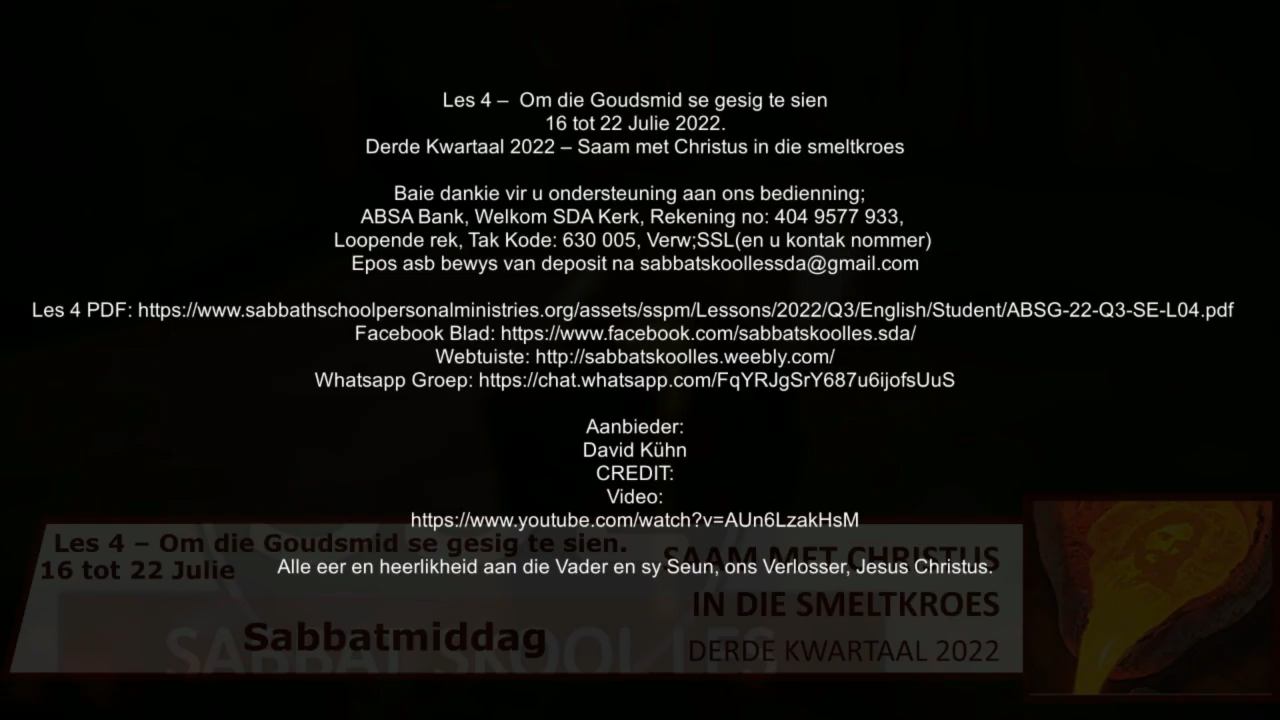 Les 4 – Om die Goudsmid se gesig te sien
16 tot 22 Julie 2022.
Derde Kwartaal 2022 – Saam met Christus in die smeltkroes
Baie dankie vir u ondersteuning aan ons bedienning;
ABSA Bank, Welkom SDA Kerk, Rekening no: 404 9577 933,
Loopende rek, Tak Kode: 630 005, Verw;SSL(en u kontak nommer)
Epos asb bewys van deposit na sabbatskoollessda@gmail.com
Les 4 PDF: https://www.sabbathschoolpersonalministries.org/assets/sspm/Lessons/2022/Q3/English/Student/ABSG-22-Q3-SE-L04.pdf
Facebook Blad: https://www.facebook.com/sabbatskoolles.sda/
Webtuiste: http://sabbatskoolles.weebly.com/
Whatsapp Groep: https://chat.whatsapp.com/FqYRJgSrY687u6ijofsUuS
Aanbieder:
David Kühn
CREDIT:
Video:
https://www.youtube.com/watch?v=AUn6LzakHsM
Alle eer en heerlikheid aan die Vader en sy Seun, ons Verlosser, Jesus Christus.
Les 4 – Om die Goudsmid se gesig te sien.
16 tot 22 Julie
Sabbatmiddag
SABBAT SKOOL LES
SAAM MET CHRISTUS
IN DIE SMELTKROES
DERDE KWARTAAL 2022